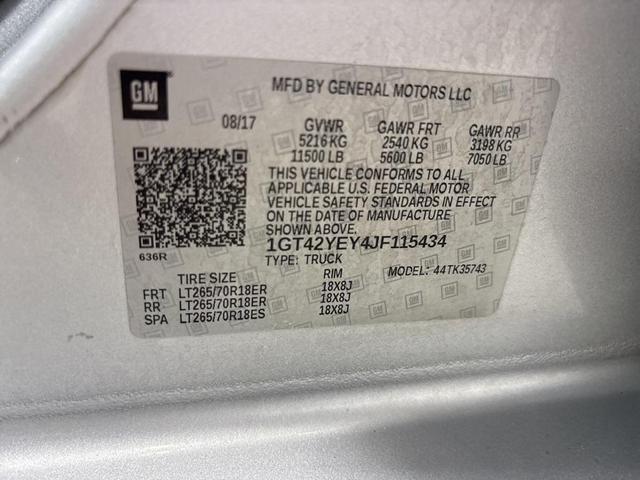 GM
MFD BY GENERAL MOTORS LLC
08/17 GVWR GAWR FRT GAWR RR
5216 KG 2540 KG 3198 KG
11500 LB 5600 LB 7050 LB
THIS VEHICLE CONFORMS TO ALL
APPLICABLE U.S. FEDERAL MOTOR
VEHICLE SAFETY STANDARDS IN EFFECT
ON THE DATE OF MANUFACTURE
SHOWN ABOVE.
636R 1GT42YEY4JF115434
TYPE: TRUCK MODEL: 44TK35743
TIRE SIZE RIM
FRT LT265/70R18ER 18X8J
RR LT265/70R18ER 18X8J
SPA LT265/70R18ES 18X8J